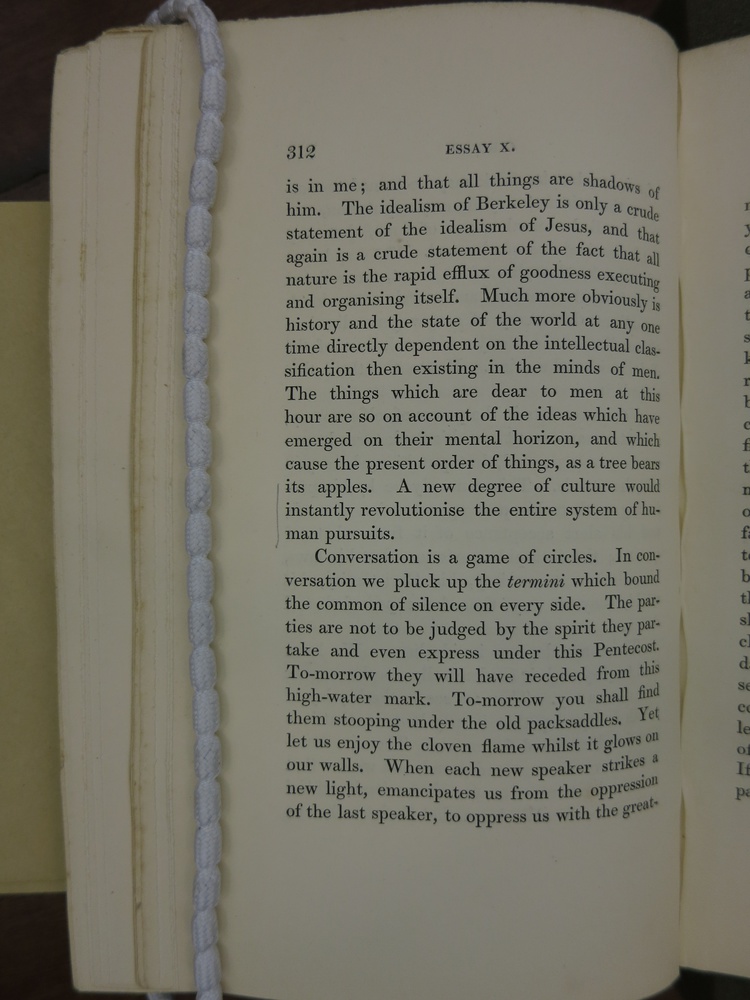 312
ESSAY X.
is in me; and that all things are shadows of
him. The idealism of Berkeley is only a crude
statement of the idealism of Jesus, and that
again is a crude statement of the fact that all
nature is the rapid efflux of goodness executing
and organising itself. Much more obviously is
history and the state of the world at any one
time directly dependent on the intellectual clas-
sification then existing in the minds of men.
The things which are dear to men at this
hour are so on account of the ideas which have
emerged on their mental horizon, and which
cause the present order of things, as a tree bears
its apples. A new degree of culture would
instantly revolutionise the entire system of hu-
man pursuits.
Conversation is a game of circles. In con-
versation we pluck up the termini which bound
the common of silence on every side. The par-
ties are not to be judged by the spirit they par-
take and even express under this Pentecost.
To-morrow they will have receded from this
high-water mark. To-morrow you shall find
them stooping under the old packsaddles. Yet
let us enjoy the cloven flame whilst it glows on
our walls. When each new speaker strikes a
new light, emancipates us from the oppression
of the last speaker, to oppress us with the great-